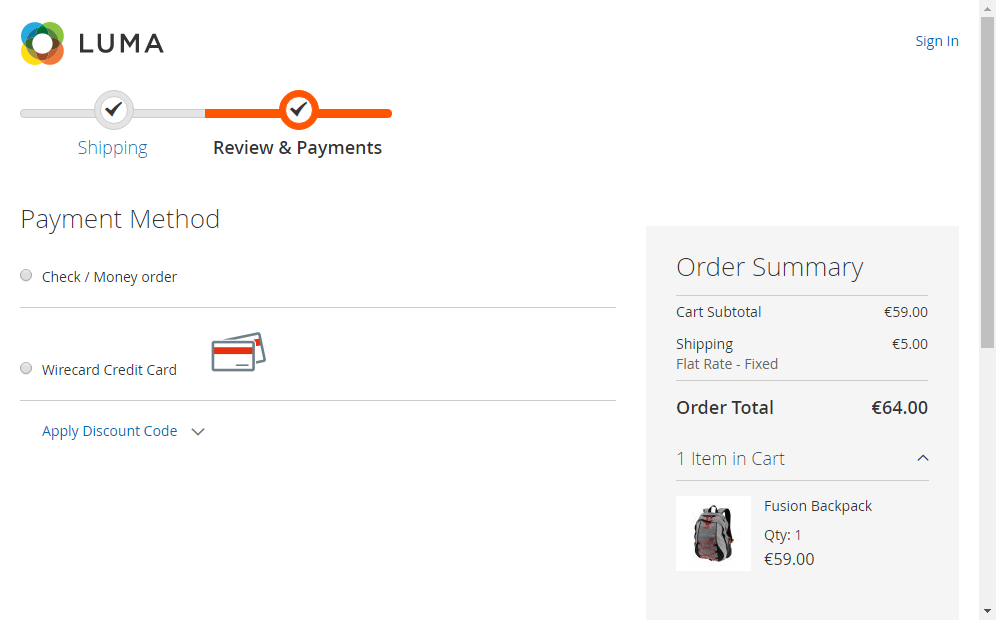 LUMA
Sign In
Shipping
Review & Payments
Payment Method
Check / Money order
Wirecard Credit Card
Apply Discount Code
Order Summary
Cart Subtotal €59.00
Shipping €5.00
Flat Rate - Fixed
Order Total €64.00
1 Item in Cart
Fusion Backpack
Qty: 1
€59.00